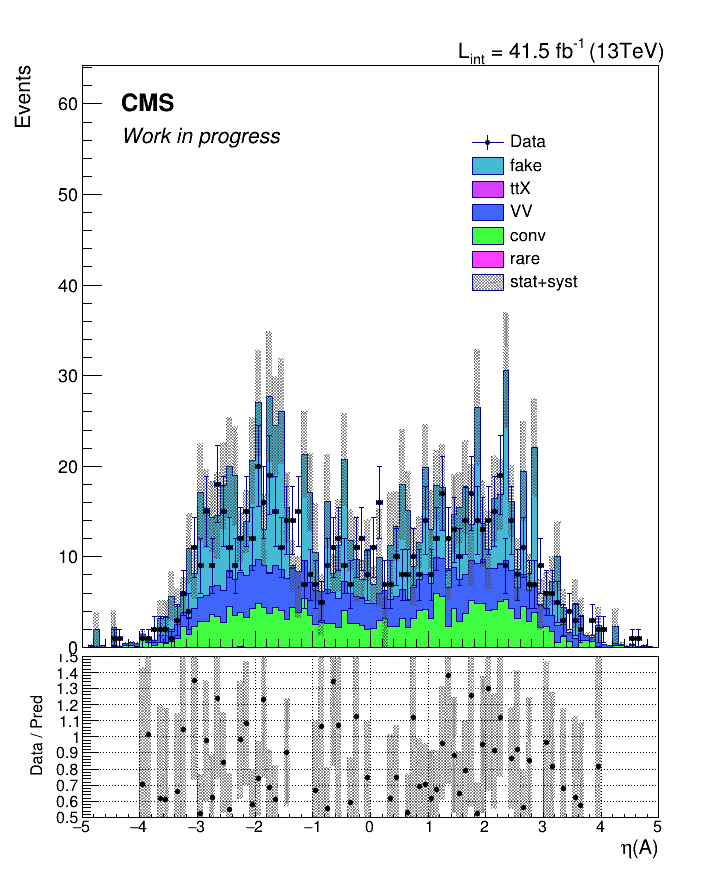 L_int = 41.5 fb^-1 (13TeV)
Events
CMS
Work in progress
Data
fake
ttX
VV
conv
rare
stat+syst
60
50
40
30
20
10
0
Data / Pred
1.5
1.4
1.3
1.2
1.1
1
0.9
0.8
0.7
0.6
0.5
−5 −4 −3 −2 −1 0 1 2 3 4 5
η(A)